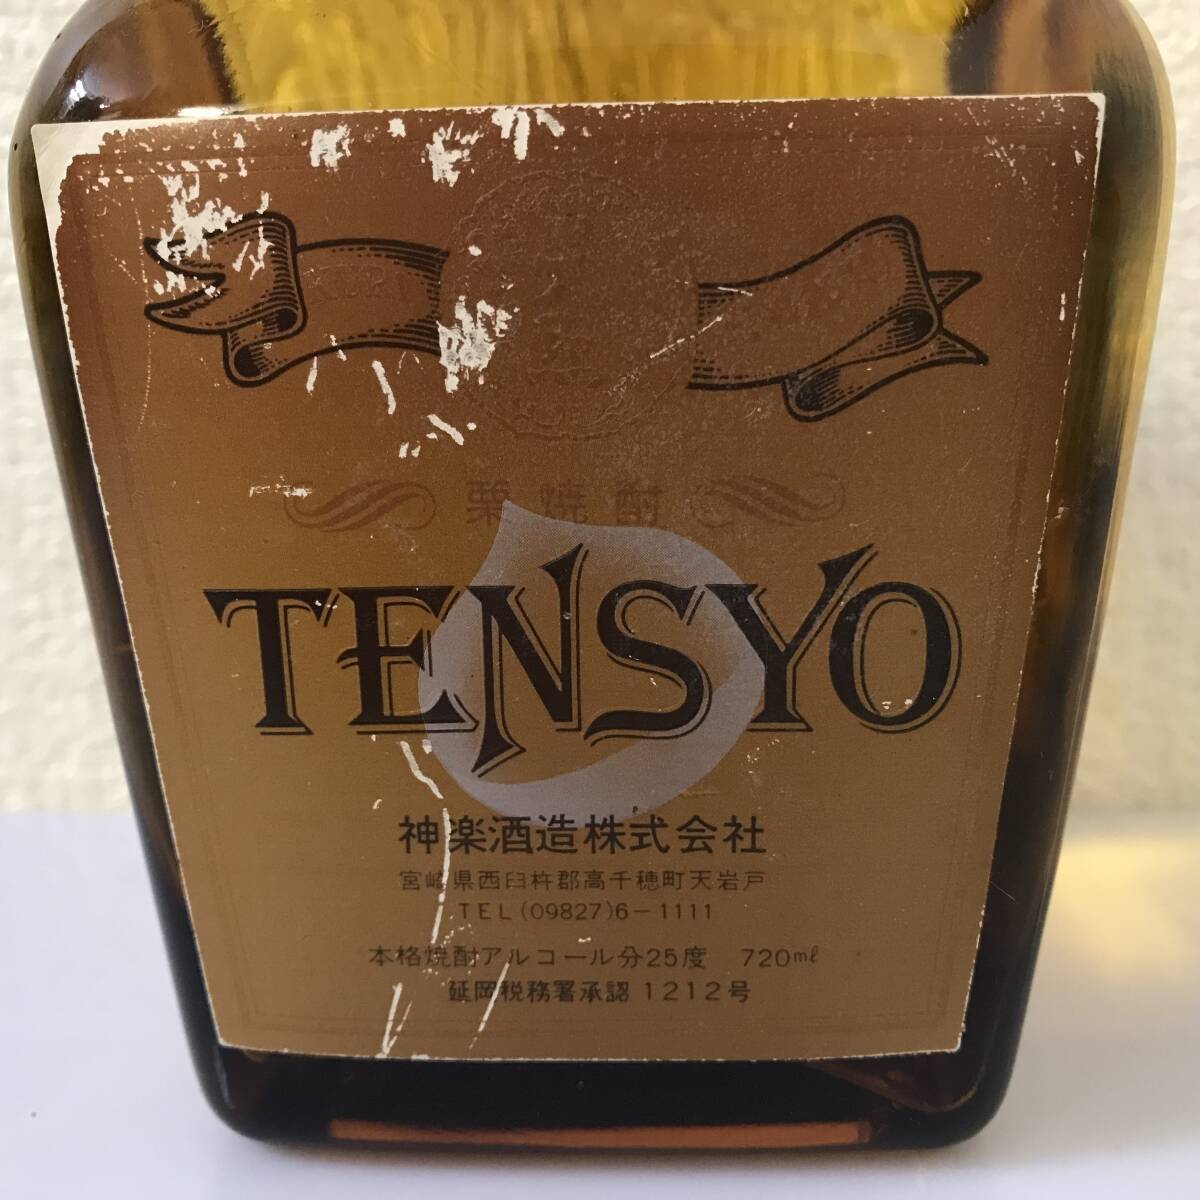 栗焼酎
TENSYO
神楽酒造株式会社
宮崎県西臼杵郡高千穂町天岩戸
TEL(09827)6-1111
本格焼酎アルコール分25度 720ml
延岡税務署承認1212号